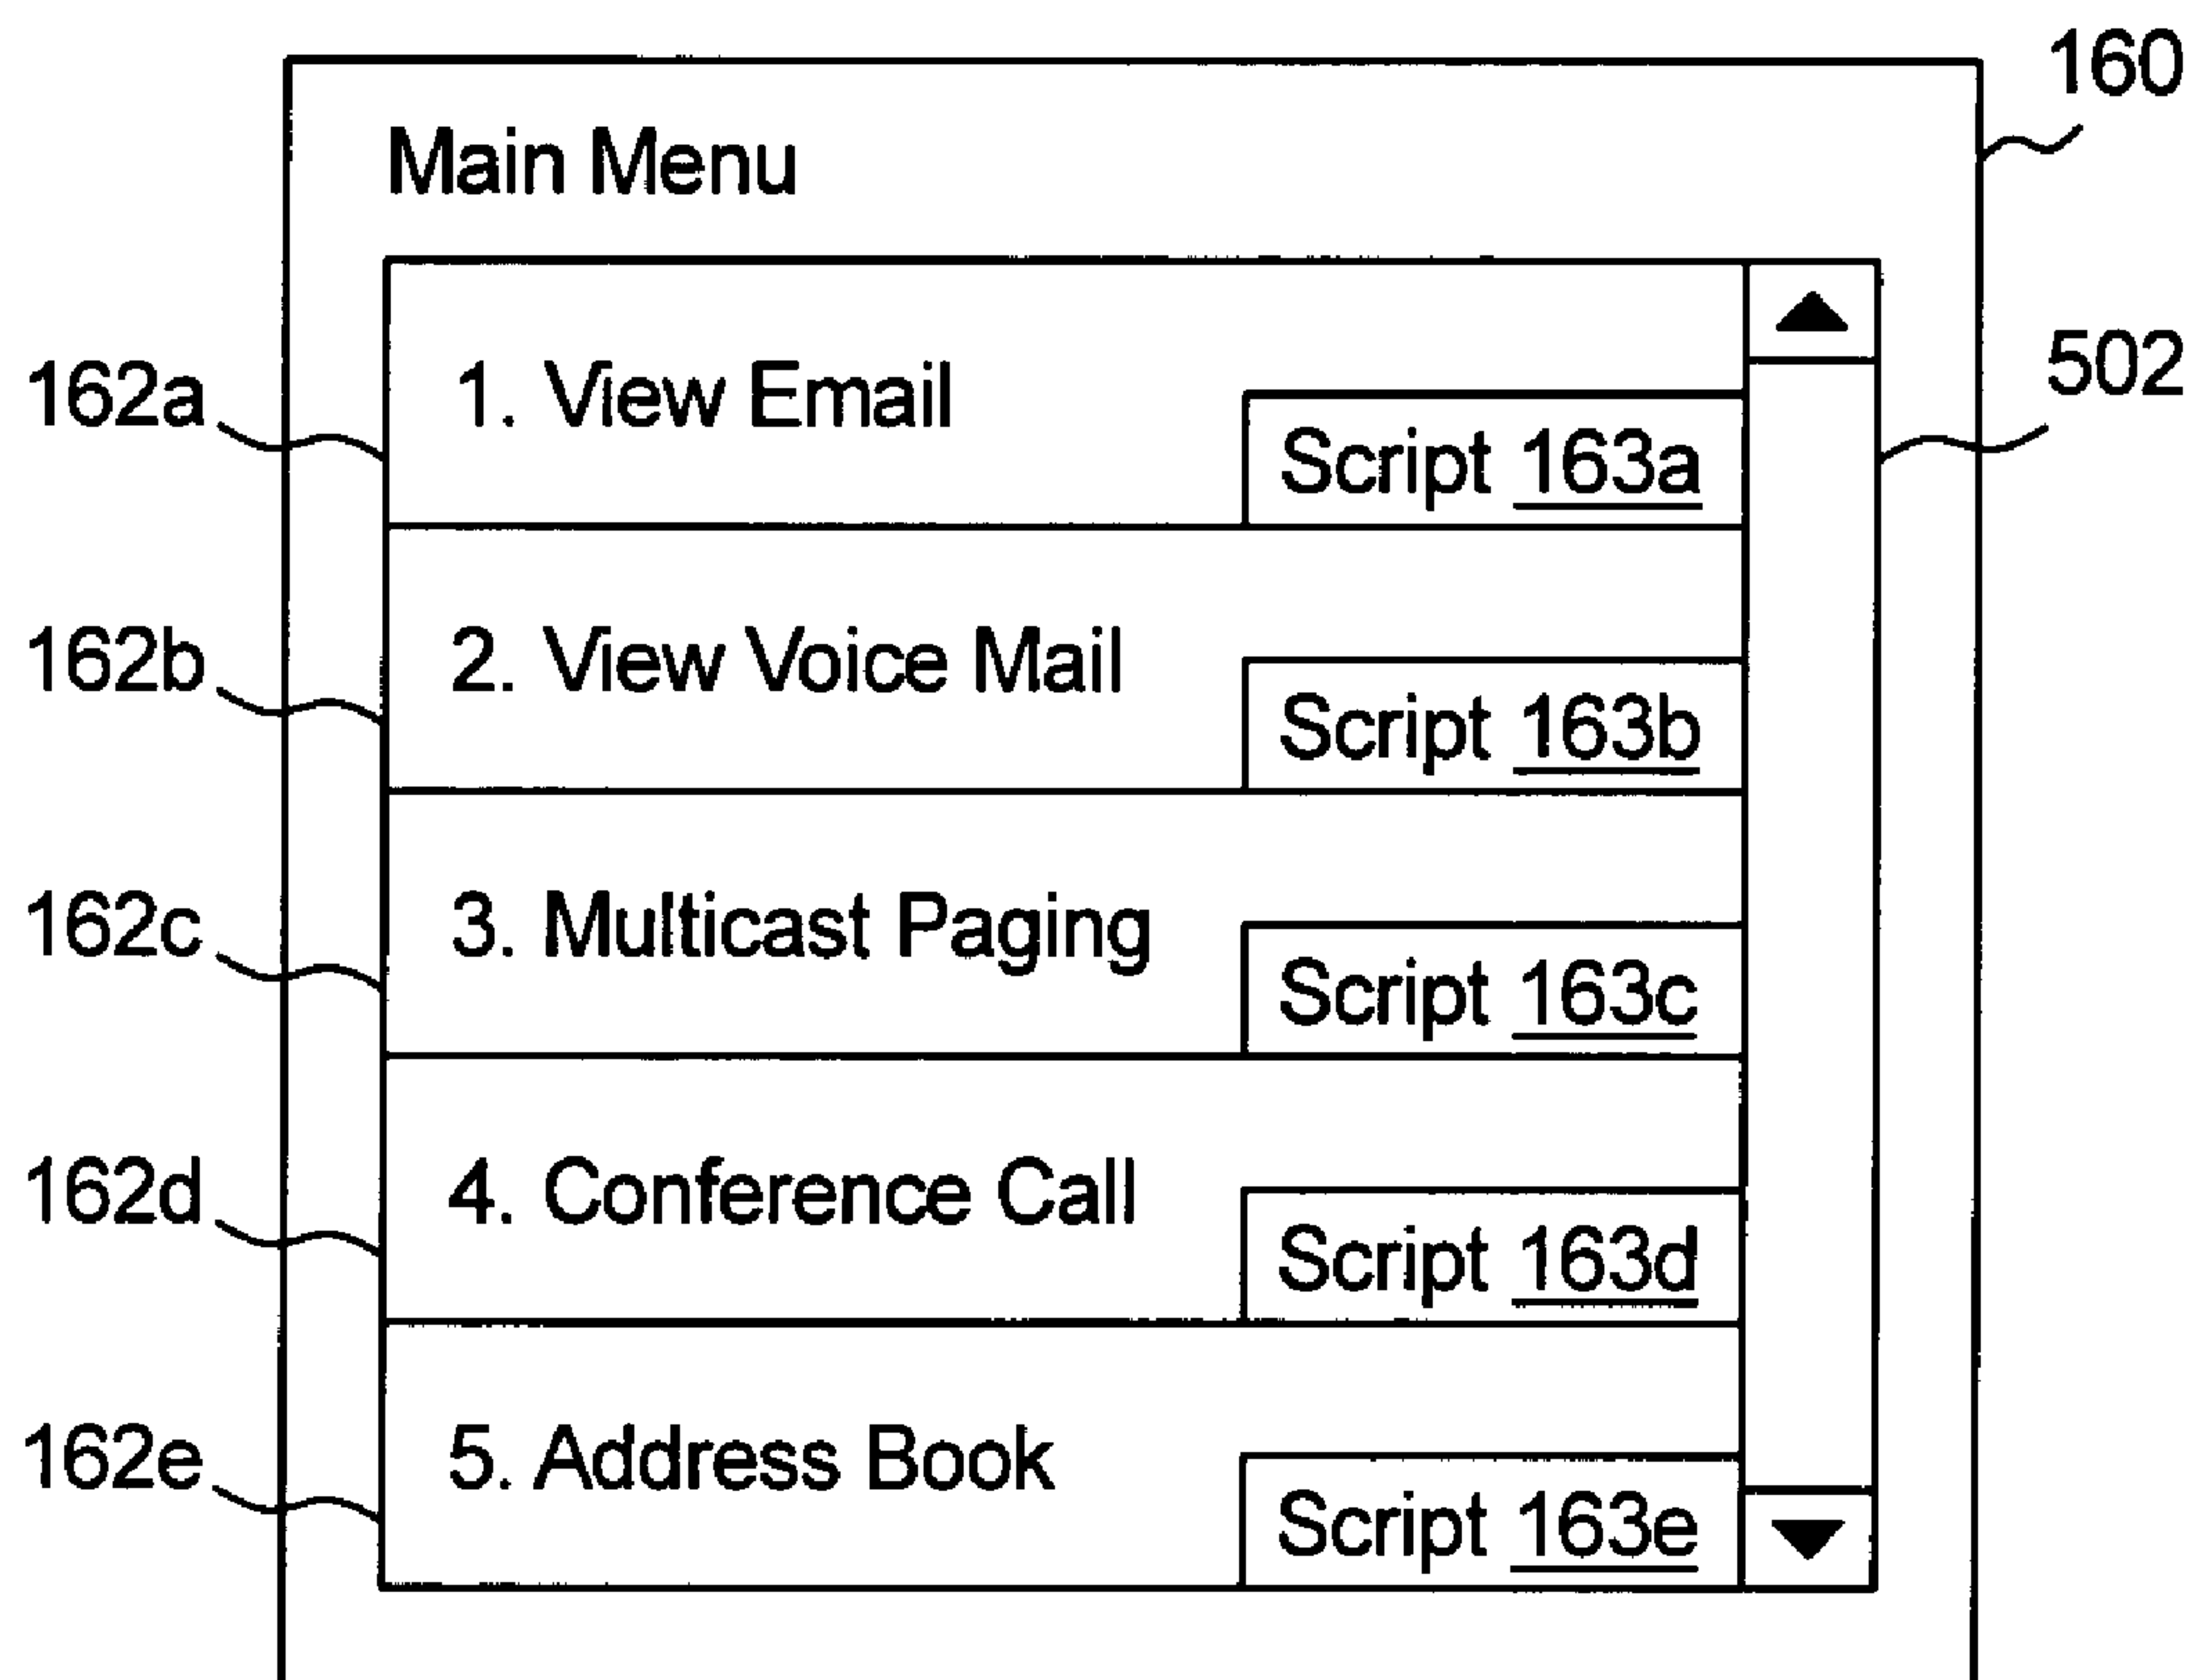 160
Main Menu
502
162a
1. View Email
Script 163a
162b
2. View Voice Mail
Script 163b
162c
3. Multicast Paging
Script 163c
162d
4. Conference Call
Script 163d
162e
5. Address Book
Script 163e